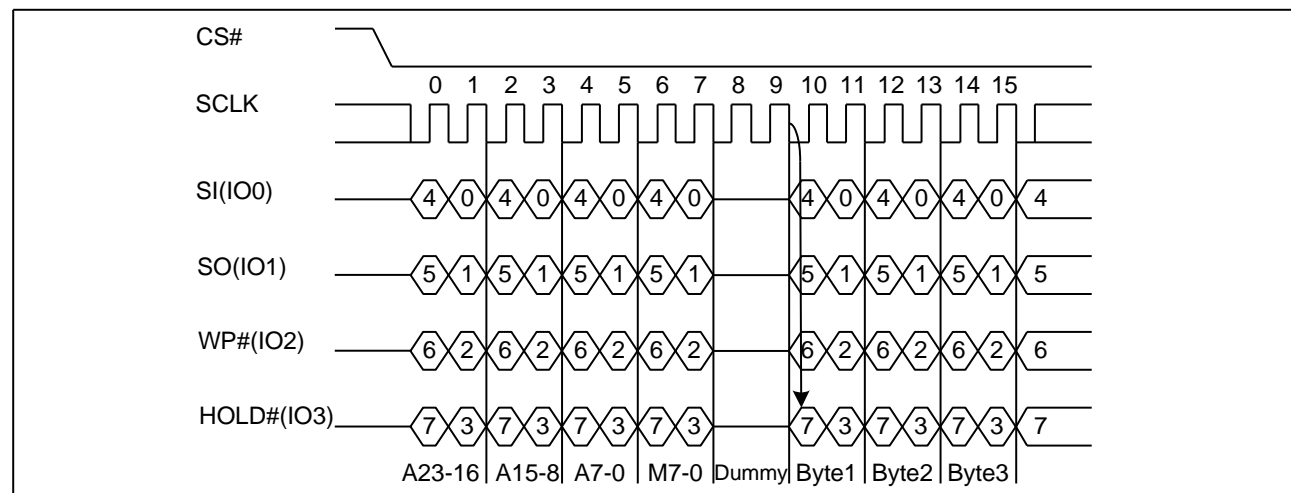 CS#
0 1 2 3 4 5 6 7 8 9 10 11 12 13 14 15
SCLK
SI(IO0) 4 0 4 0 4 0 4 0 4 0 4 0 4 0 4
SO(IO1) 5 1 5 1 5 1 5 1 5 1 5 1 5 1 5
WP#(IO2) 6 2 6 2 6 2 6 2 6 2 6 2 6 2 6
HOLD#(IO3) 7 3 7 3 7 3 7 3 7 3 7 3 7 3 7
A23-16 A15-8 A7-0 M7-0 Dummy Byte1 Byte2 Byte3